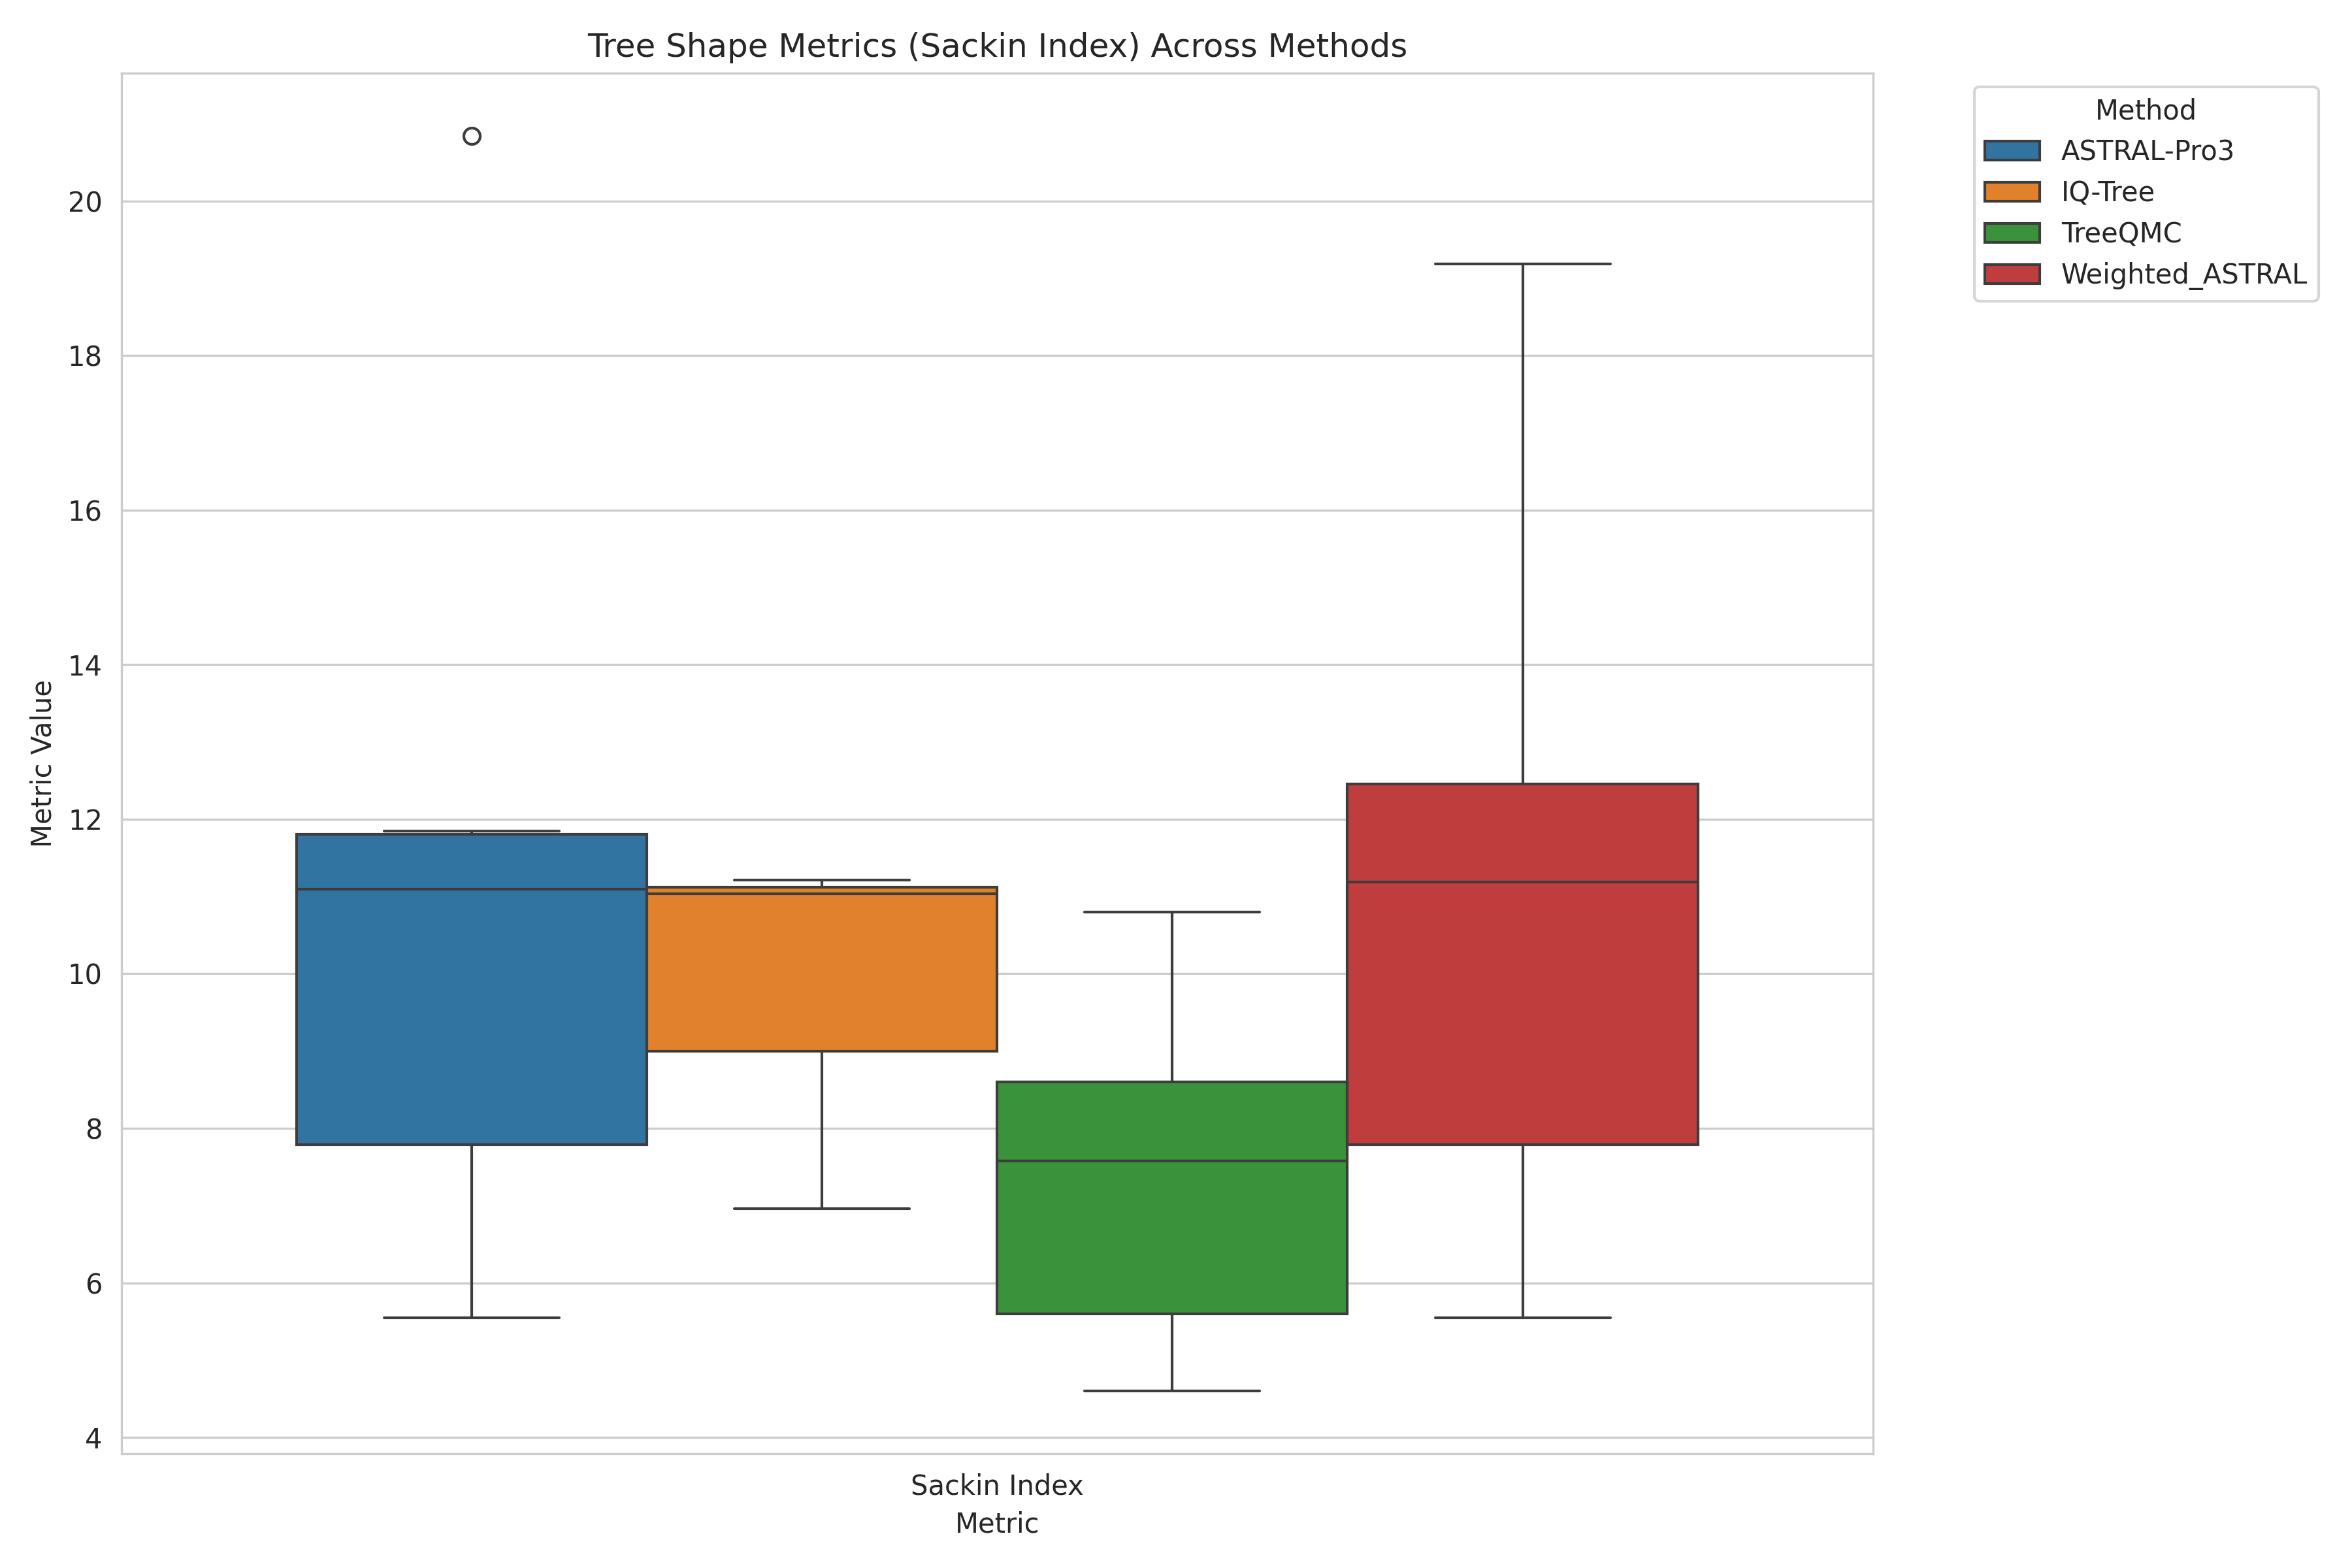 Tree Shape Metrics (Sackin Index) Across Methods
Method
ASTRAL-Pro3
IQ-Tree
TreeQMC
Weighted_ASTRAL
Metric Value
20
18
16
14
12
10
8
6
4
Sackin Index
Metric